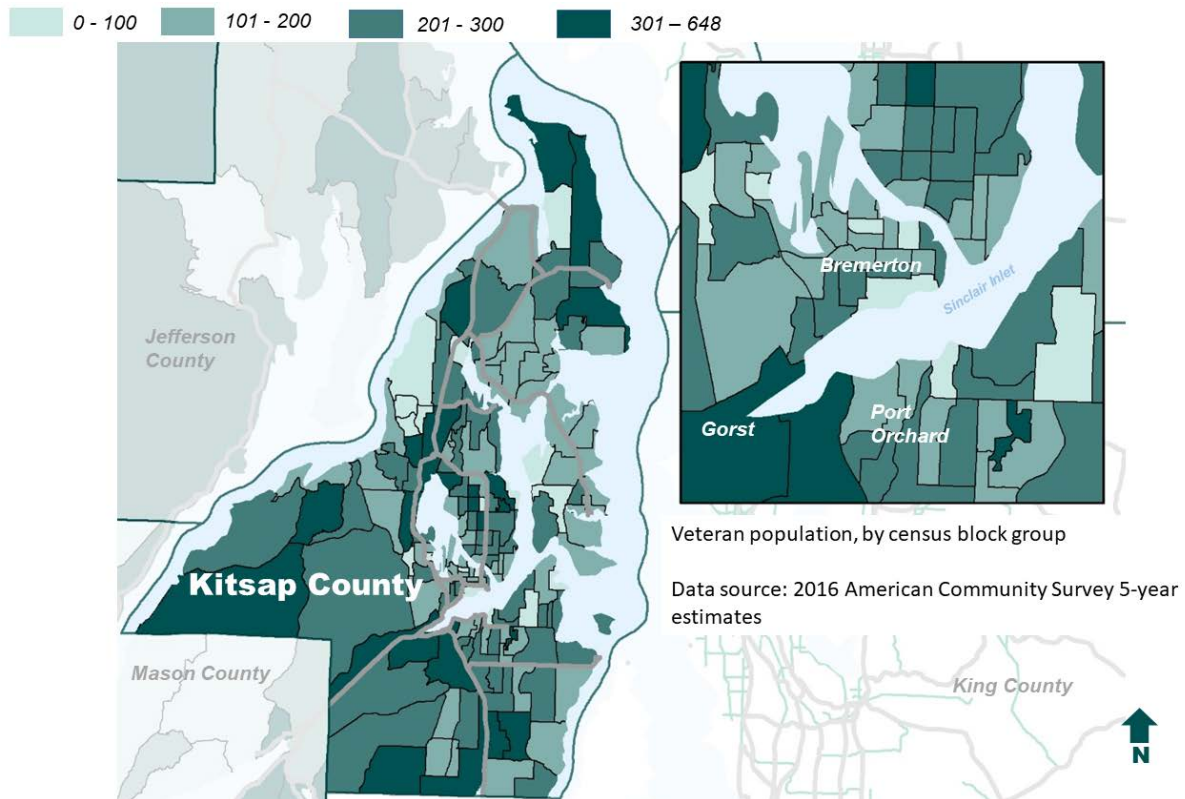 0 - 100
101 - 200
201 - 300
301 – 648
Jefferson
County
Kitsap County
Mason County
Bremerton
Sinclair Inlet
Gorst
Port
Orchard
Veteran population, by census block group
Data source: 2016 American Community Survey 5-year
estimates
King County
N